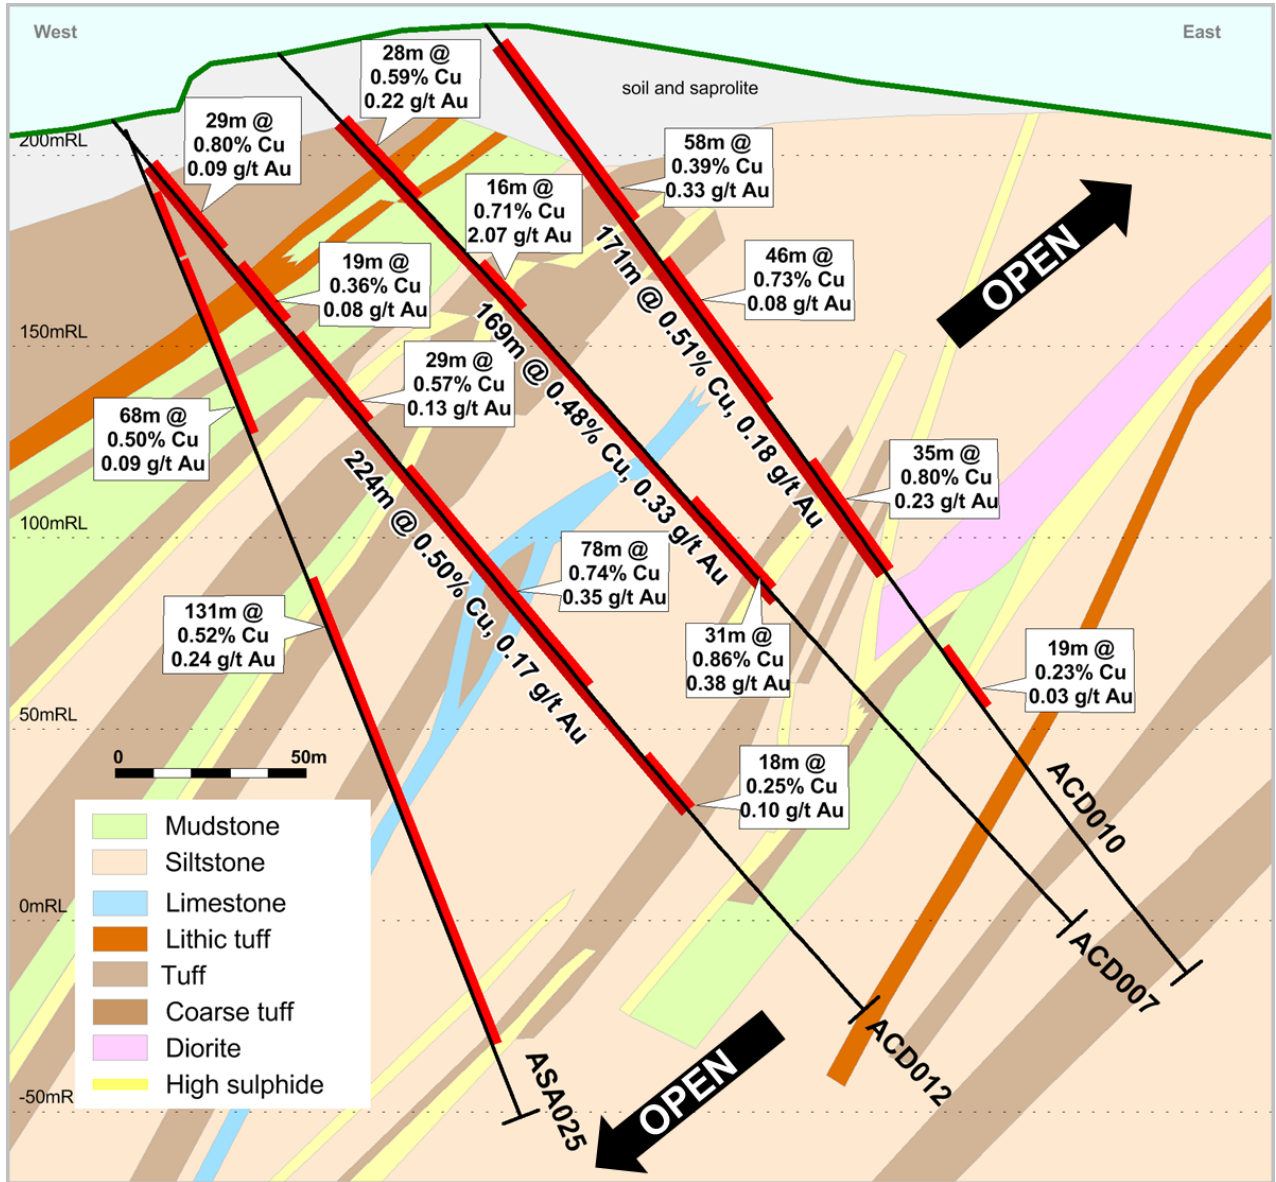 West
East
soil and saprolite
28m @
0.59% Cu
0.22 g/t Au
29m @
0.80% Cu
0.09 g/t Au
200mRL
58m @
0.39% Cu
0.33 g/t Au
16m @
0.71% Cu
2.07 g/t Au
OPEN
19m @
0.36% Cu
0.08 g/t Au
46m @
0.73% Cu
0.08 g/t Au
171m @ 0.51% Cu, 0.18 g/t Au
150mRL
169m @ 0.48% Cu, 0.33 g/t Au
29m @
0.57% Cu
0.13 g/t Au
68m @
0.50% Cu
0.09 g/t Au
35m @
0.80% Cu
0.23 g/t Au
224m @ 0.50% Cu, 0.17 g/t Au
100mRL
78m @
0.74% Cu
0.35 g/t Au
131m @
0.52% Cu
0.24 g/t Au
31m @
0.86% Cu
0.38 g/t Au
19m @
0.23% Cu
0.03 g/t Au
50mRL
0
50m
18m @
0.25% Cu
0.10 g/t Au
ACD010
Mudstone
Siltstone
Limestone
Lithic tuff
Tuff
Coarse tuff
Diorite
High sulphide
0mRL
ACD007
ACD012
OPEN
ASA025
-50mR